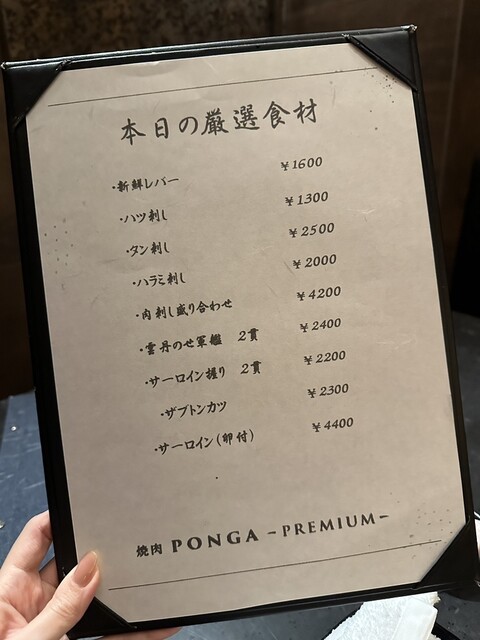 本日の厳選食材
・新鮮レバー ¥1600
・ハツ刺し ¥1300
・タン刺し ¥2500
・ハラミ刺し ¥2000
・肉刺し盛り合わせ ¥4200
・雲丹のせ軍艦 2貫 ¥2400
・サーロイン握り 2貫 ¥2200
・ザブトンカツ ¥2300
・サーロイン(卵付) ¥4400
焼肉 PONGA -PREMIUM-